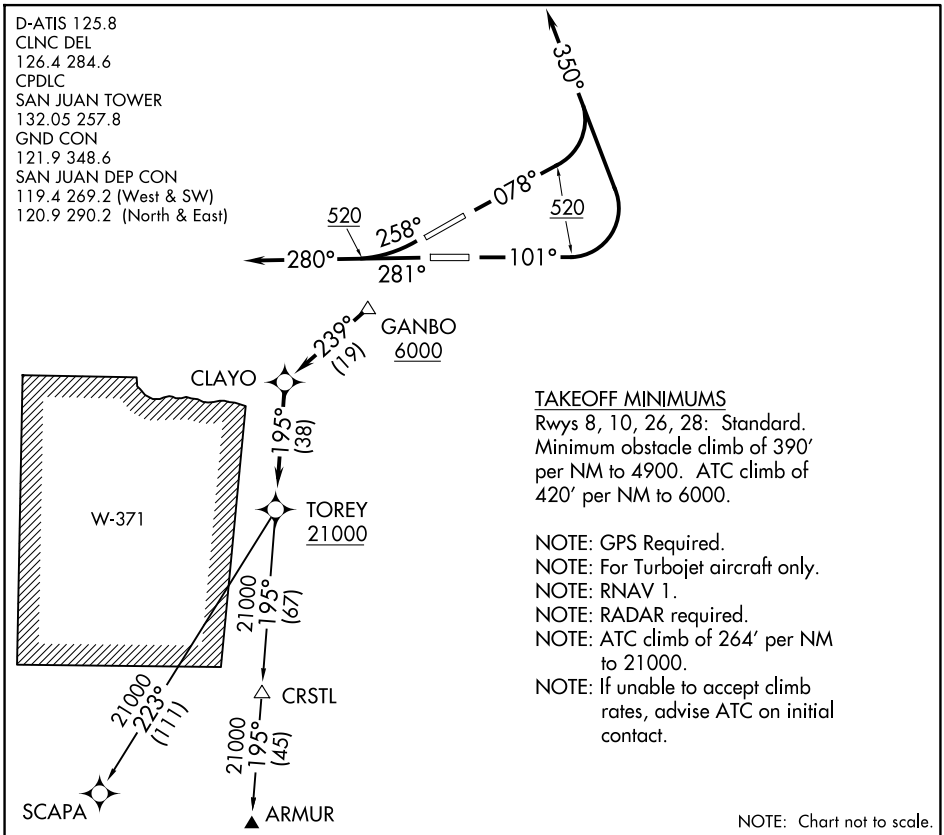 D-ATIS 125.8
CLNC DEL
126.4 284.6
CPDLC
SAN JUAN TOWER
132.05 257.8
GND CON
121.9 348.6
SAN JUAN DEP CON
119.4 269.2 (West & SW)
120.9 290.2 (North & East)
350°
078°
520
520
258°
280°
281°
101°
GANBO
6000
239°
(19)
CLAYO
195°
(38)
TOREY
21000
W-371
21000
195°
(67)
21000
223°
(111)
CRSTL
21000
195°
(45)
SCAPA
ARMUR
TAKEOFF MINIMUMS
Rwys 8, 10, 26, 28: Standard.
Minimum obstacle climb of 390'
per NM to 4900. ATC climb of
420' per NM to 6000.
NOTE: GPS Required.
NOTE: For Turbojet aircraft only.
NOTE: RNAV 1.
NOTE: RADAR required.
NOTE: ATC climb of 264' per NM
to 21000.
NOTE: If unable to accept climb
rates, advise ATC on initial
contact.
NOTE: Chart not to scale.